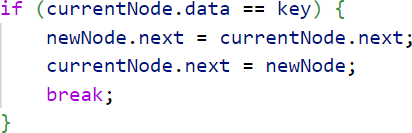 if (currentNode.data == key) {
    newNode.next = currentNode.next;
    currentNode.next = newNode;
    break;
}